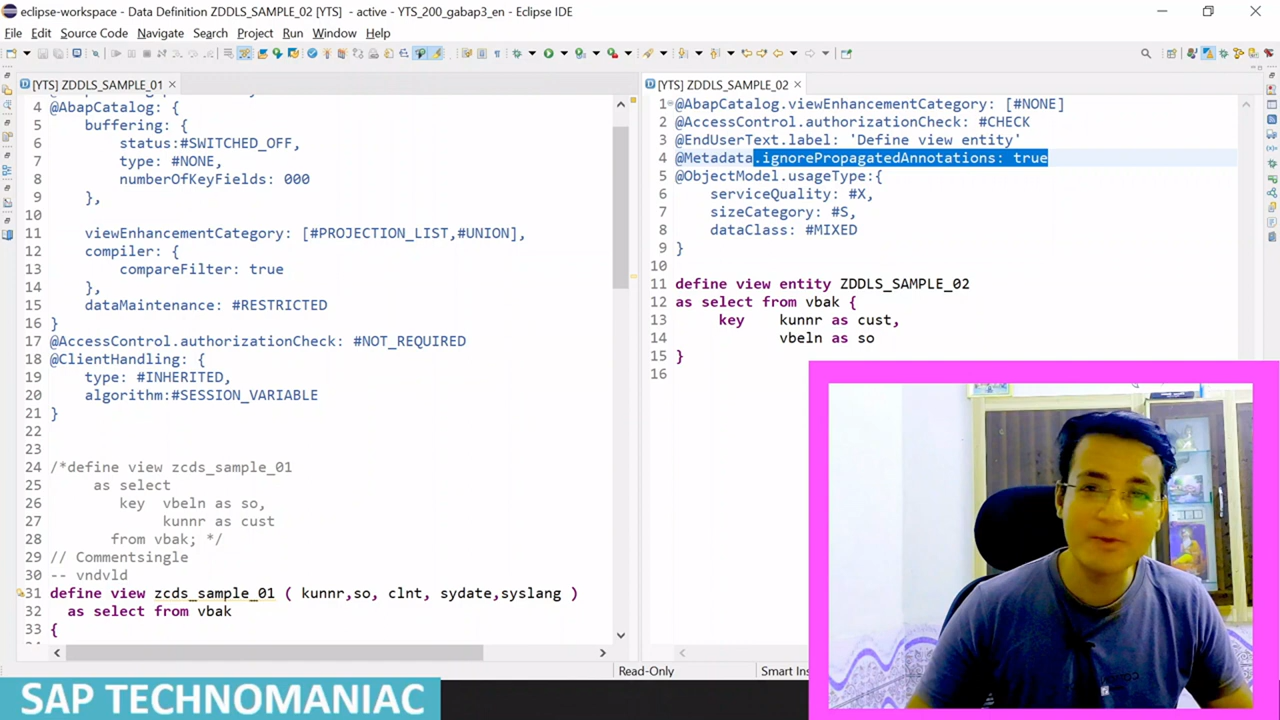 eclipse-workspace - Data Definition ZDDLS_SAMPLE_02 [YTS] - active - YTS_200_gabap3_en - Eclipse IDE
File Edit Source Code Navigate Search Project Run Window Help
[YTS] ZDDLS_SAMPLE_01
4 @AbapCatalog: {
5 buffering: {
6 status:#SWITCHED_OFF,
7 type: #NONE,
8 numberOfKeyFields: 000
9 },
10
11 viewEnhancementCategory: [#PROJECTION_LIST,#UNION],
12 compiler: {
13 compareFilter: true
14 },
15 dataMaintenance: #RESTRICTED
16 }
17 @AccessControl.authorizationCheck: #NOT_REQUIRED
18 @ClientHandling: {
19 type: #INHERITED,
20 algorithm:#SESSION_VARIABLE
21 }
22
23
24 /*define view zcds_sample_01
25 as select
26 key vbeln as so,
27 kunnr as cust
28 from vbak; */
29 // Commentsingle
30 -- vndvld
31 define view zcds_sample_01 ( kunnr,so, clnt, sydate,syslang )
32 as select from vbak
33 {
[YTS] ZDDLS_SAMPLE_02
1 @AbapCatalog.viewEnhancementCategory: [#NONE]
2 @AccessControl.authorizationCheck: #CHECK
3 @EndUserText.label: 'Define view entity'
4 @Metadata.ignorePropagatedAnnotations: true
5 @ObjectModel.usageType:{
6 serviceQuality: #X,
7 sizeCategory: #S,
8 dataClass: #MIXED
9 }
10
11 define view entity ZDDLS_SAMPLE_02
12 as select from vbak {
13 key kunnr as cust,
14 vbeln as so
15 }
16
Read-Only
Smart Ins
SAP TECHNOMANIAC